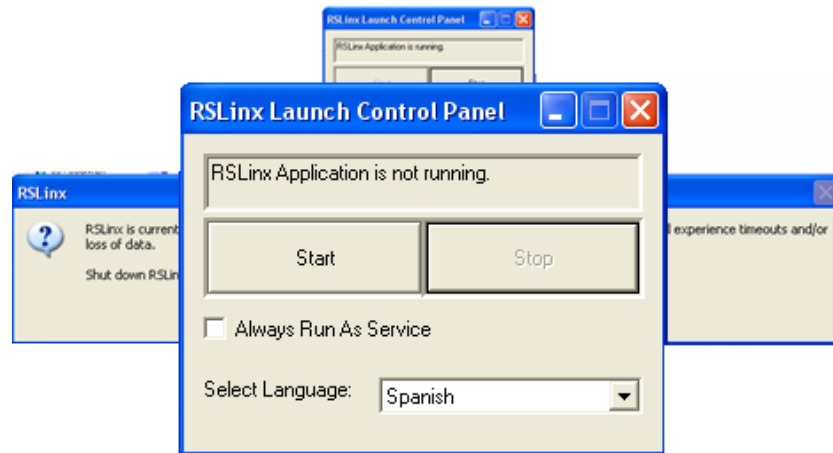 RSLinx Launch Control Panel
RSLinx Application is running.
Stop
RSLinx Launch Control Panel
RSLinx Application is not running.
Start Stop
Always Run As Service
Select Language: Spanish
RSLinx
RSLinx is current
experience timeouts and/or
loss of data.
Shut down RSLin